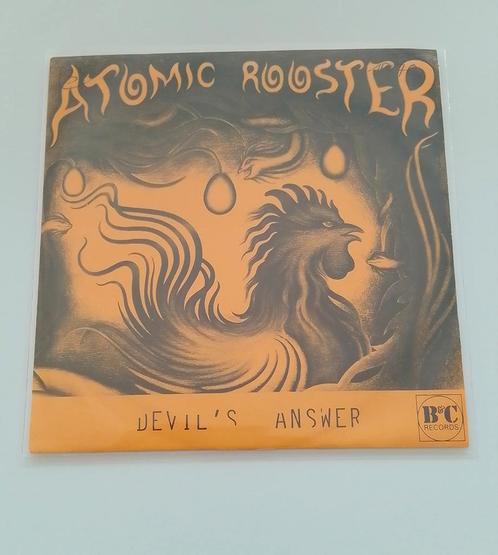 ATOMIC ROOSTER
DEVIL'S ANSWER
B&C
RECORDS